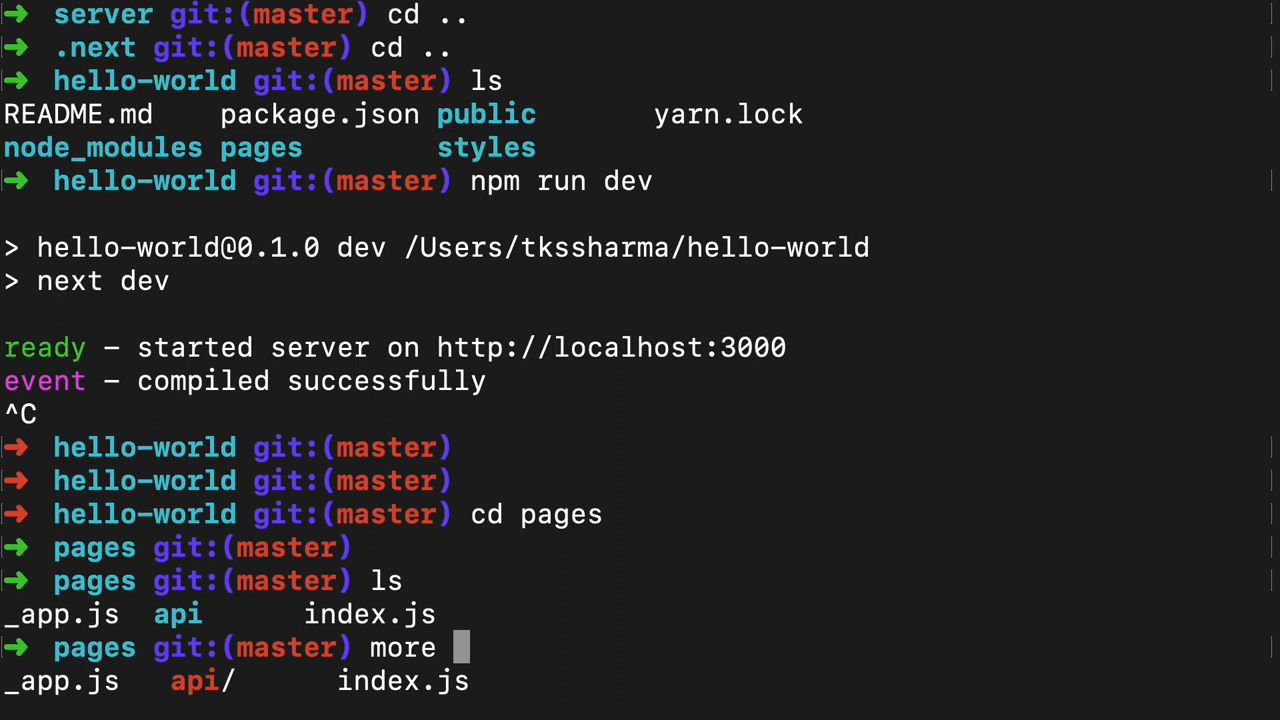 ➜  server git:(master) cd ..
➜  .next git:(master) cd ..
➜  hello-world git:(master) ls
README.md    package.json public       yarn.lock
node_modules pages        styles
➜  hello-world git:(master) npm run dev
> hello-world@0.1.0 dev /Users/tkssharma/hello-world
> next dev
ready – started server on http://localhost:3000
event – compiled successfully
^C
➜  hello-world git:(master)
➜  hello-world git:(master)
➜  hello-world git:(master) cd pages
➜  pages git:(master)
➜  pages git:(master) ls
_app.js  api      index.js
➜  pages git:(master) more
_app.js   api/      index.js